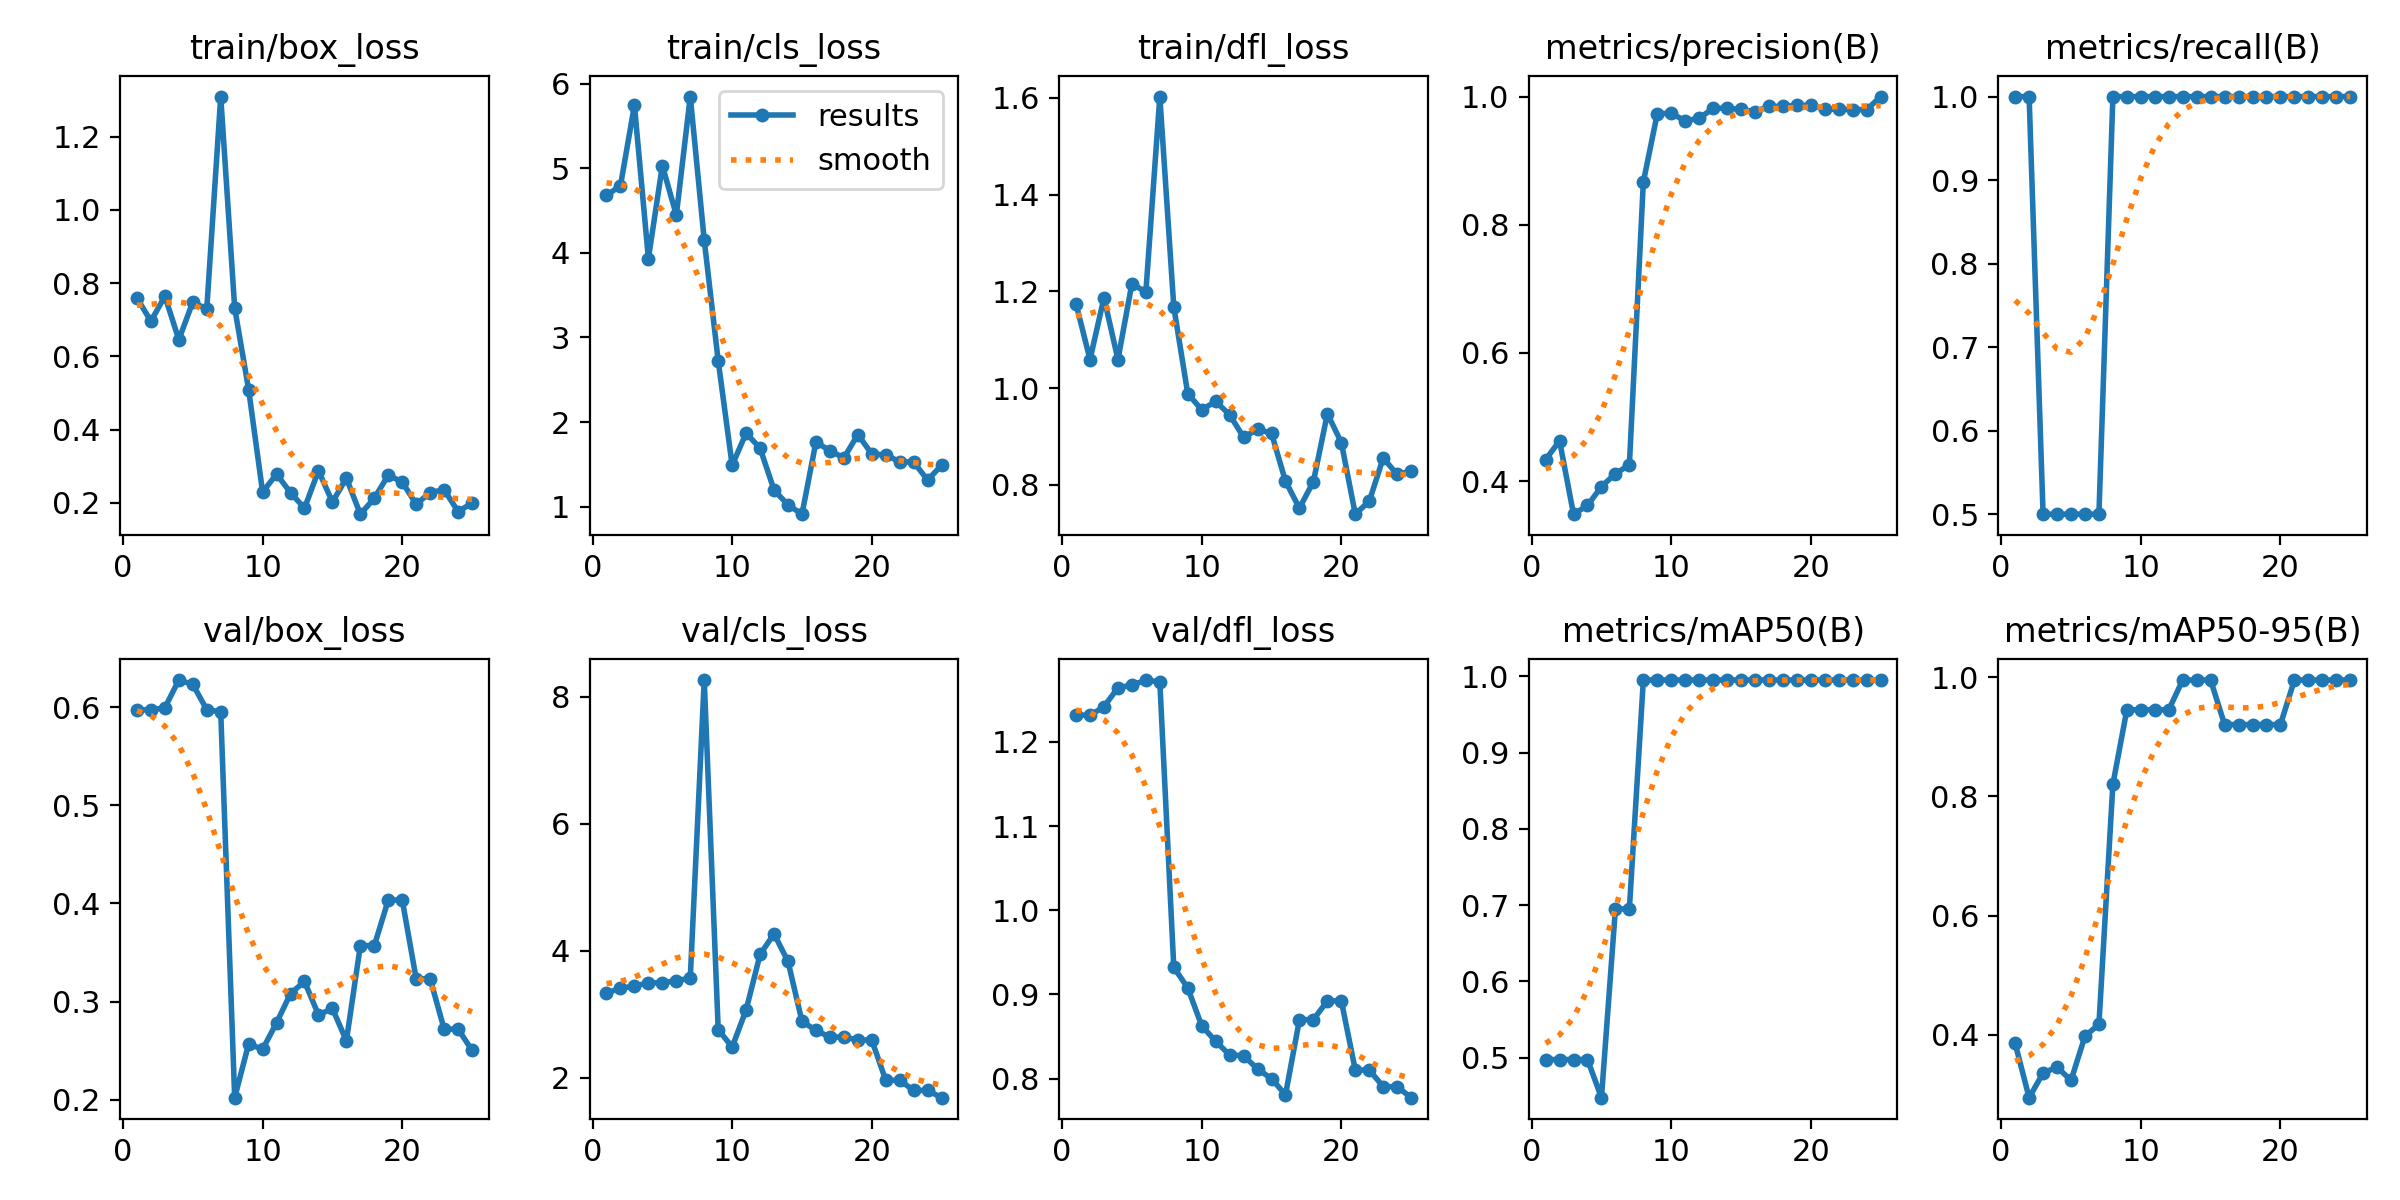 train/box_loss
train/cls_loss
train/dfl_loss
metrics/precision(B)
metrics/recall(B)
1.2
1.0
0.8
0.6
0.4
0.2
0 10 20
6
5
4
3
2
1
results
smooth
0 10 20
1.6
1.4
1.2
1.0
0.8
0 10 20
1.0
0.8
0.6
0.4
0 10 20
1.0
0.9
0.8
0.7
0.6
0.5
0 10 20
val/box_loss
val/cls_loss
val/dfl_loss
metrics/mAP50(B)
metrics/mAP50-95(B)
0.6
0.5
0.4
0.3
0.2
0 10 20
8
6
4
2
0 10 20
1.2
1.1
1.0
0.9
0.8
0 10 20
1.0
0.9
0.8
0.7
0.6
0.5
0 10 20
1.0
0.8
0.6
0.4
0 10 20